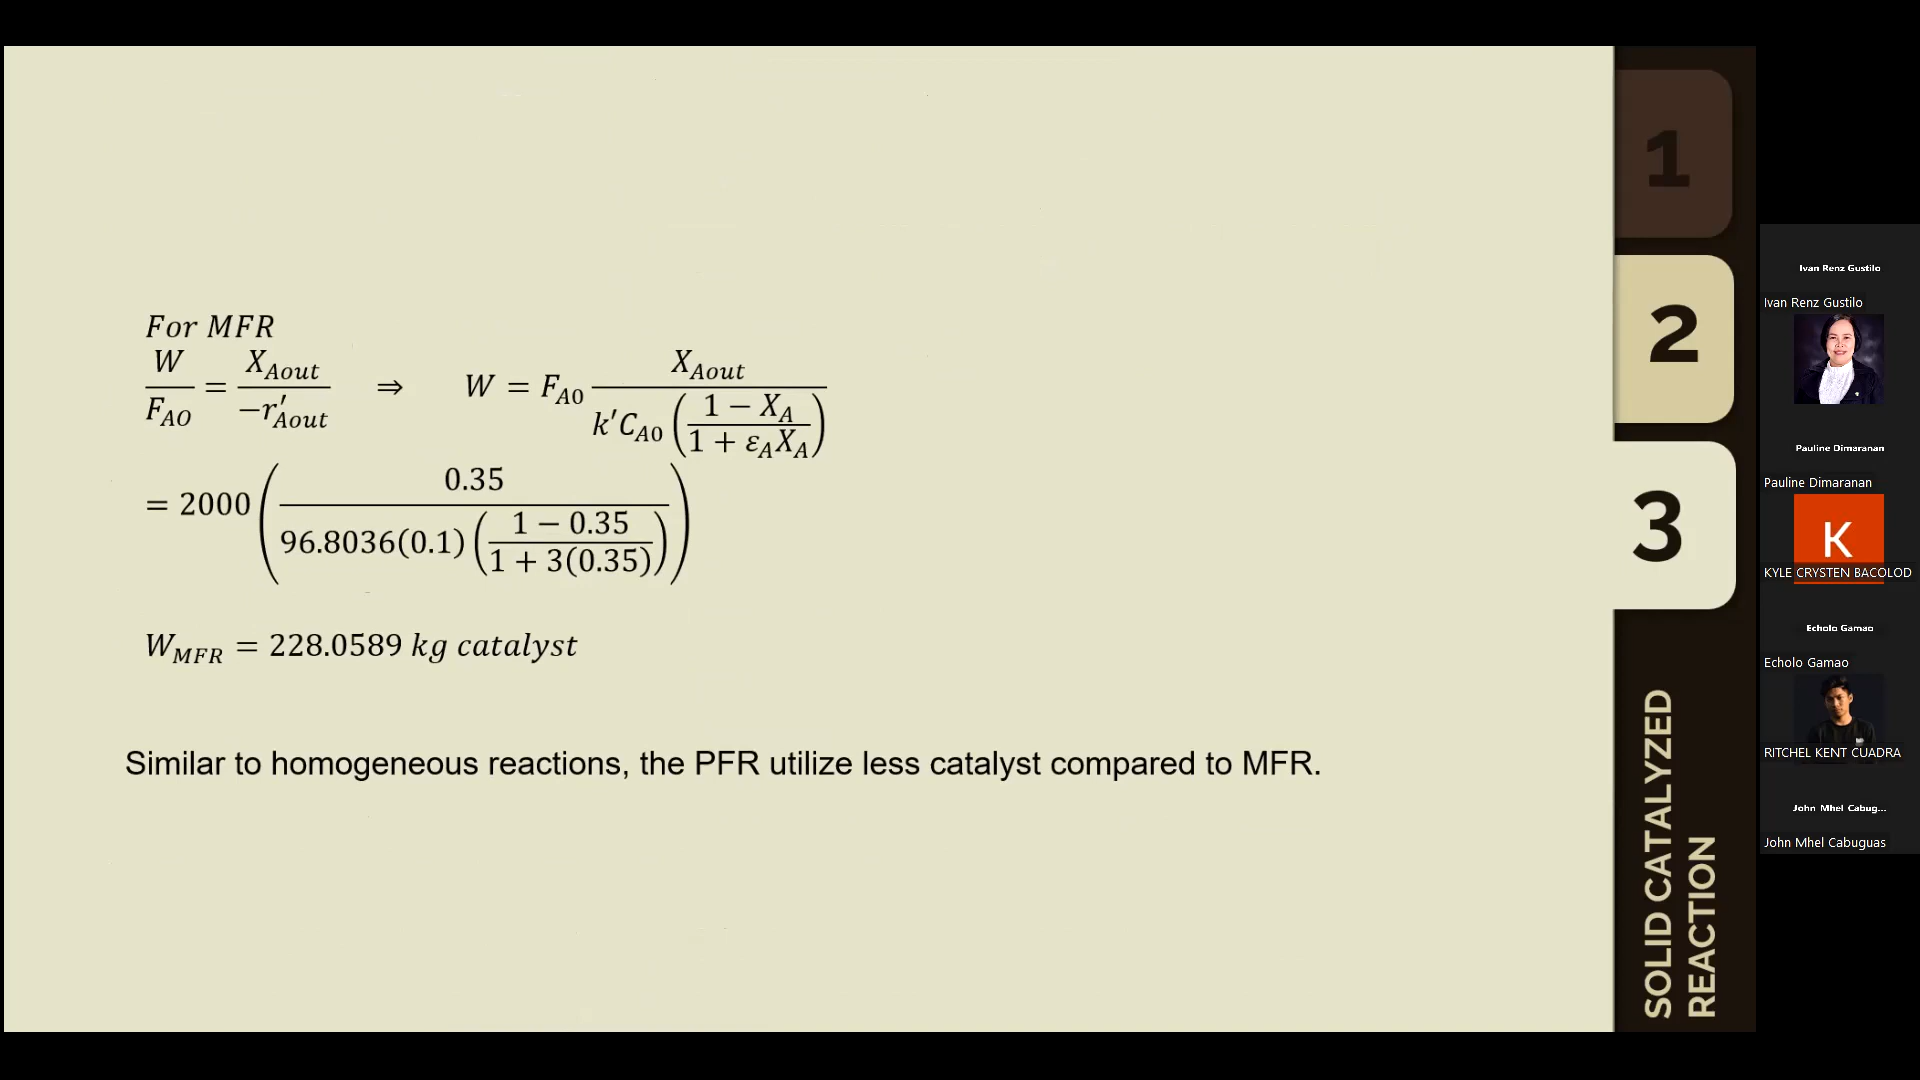 For MFR
W/F_AO = X_Aout/−r′_Aout ⇒ W = F_A0 X_Aout/(k′C_A0 ((1 − X_A)/(1 + ε_A X_A)))
= 2000 (0.35/(96.8036(0.1) ((1 − 0.35)/(1 + 3(0.35)))))
W_MFR = 228.0589 kg catalyst
Similar to homogeneous reactions, the PFR utilize less catalyst compared to MFR.
1
2
3
SOLID CATALYZED
REACTION
Ivan Renz Gustilo
Ivan Renz Gustilo
Pauline Dimaranan
Pauline Dimaranan
K
KYLE CRYSTEN BACOLOD
Echolo Gamao
Echolo Gamao
RITCHEL KENT CUADRA
John Mhel Cabug...
John Mhel Cabuguas